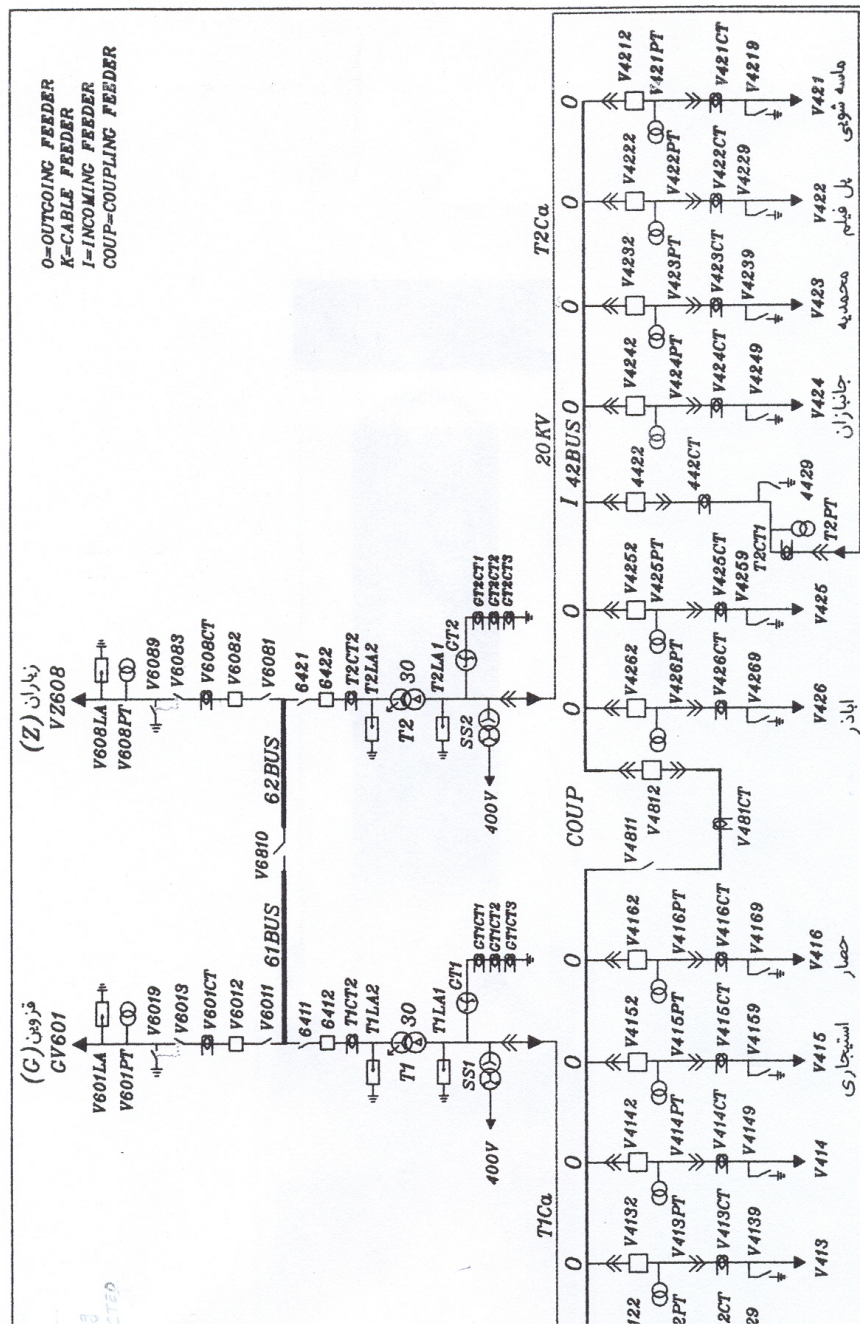 O=OUTGOING FEEDER
K=CABLE FEEDER
I=INCOMING FEEDER
COUP=COUPLING FEEDER
(G) قزوین
GV601
V601LA
V601PT
V6019
V6013
V601CT
V6012
V6011
(Z) زیاران
VZ608
V608LA
V608PT
V6089
V6083
V608CT
V6082
V6081
61BUS
V6810
62BUS
6411
6412
T1CT2
T1LA2
T1
30
T1LA1
GT1
GT1CT1
GT1CT2
GT1CT3
SS1
400V
6421
6422
T2CT2
T2LA2
T2
30
T2LA1
GT2
GT2CT1
GT2CT2
GT2CT3
SS2
400V
T1Ca
COUP
20KV
T2Ca
O
O
O
O
O
O
I
42BUS
O
O
O
O
V4132
V413PT
V413CT
V4139
V413
V4142
V414PT
V414CT
V4149
V414
V4152
V415PT
V415CT
V4159
V415
استیجاری
V4162
V416PT
V416CT
V4169
V416
حصار
V4811
V4812
V481CT
V4262
V426PT
V426CT
V4269
V426
اباذر
V4252
V425PT
V425CT
V4259
V425
4422
442CT
4429
T2CT1
T2PT
V4242
V424PT
V424CT
V4249
V424
جانبازان
V4232
V423PT
V423CT
V4239
V423
محمدیه
V4222
V422PT
V422CT
V4229
V422
پل فیلم
V4212
V421PT
V421CT
V4219
V421
ماسه شویی